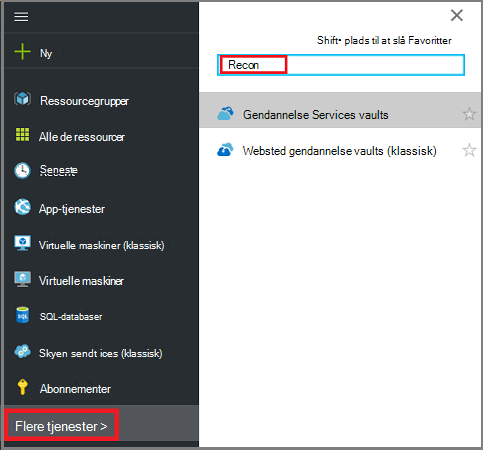 Ny
Ressourcegrupper
Alle de ressourcer
Seneste
App-tjenester
Virtuelle maskiner (klassisk)
Virtuelle maskiner
SQL
SQL-databaser
Skyen sendt ices (klassisk)
Abonnementer
Flere tjenester >
Shift• plads til at slå Favoritter
Recon
Gendannelse Services vaults
Websted gendannelse vaults (klassisk)